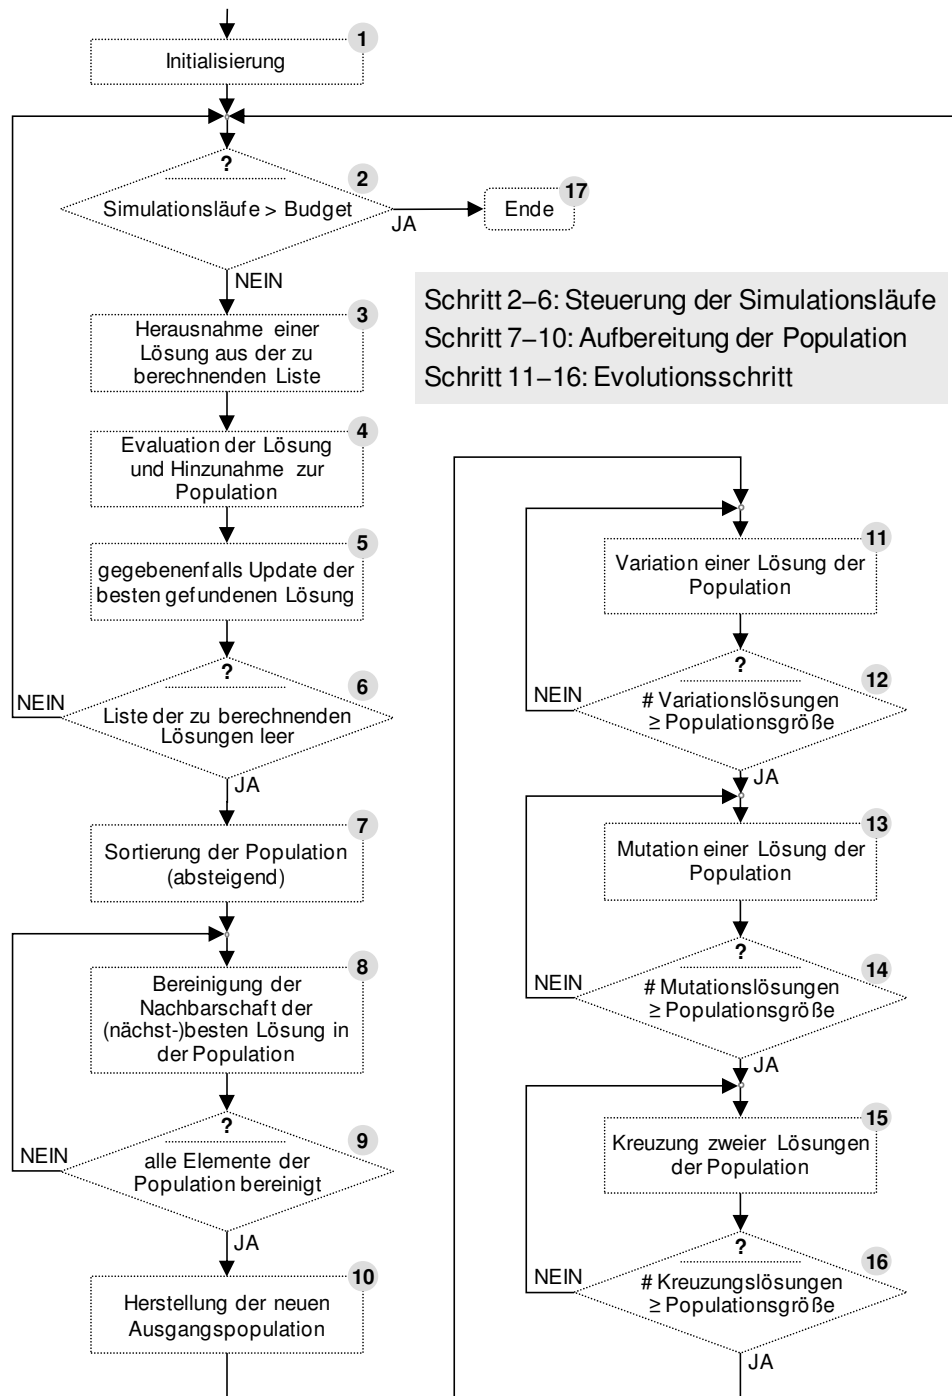 1
Initialisierung
?
2
Simulationsläufe > Budget
JA
17
Ende
NEIN
Schritt 2–6: Steuerung der Simulationsläufe
Schritt 7–10: Aufbereitung der Population
Schritt 11–16: Evolutionsschritt
3
Herausnahme einer
Lösung aus der zu
berechnenden Liste
4
Evaluation der Lösung
und Hinzunahme zur
Population
5
gegebenenfalls Update der
besten gefundenen Lösung
?
6
NEIN
Liste der zu berechnenden
Lösungen leer
JA
7
Sortierung der Population
(absteigend)
8
Bereinigung der
Nachbarschaft der
(nächst-)besten Lösung in
der Population
?
9
NEIN
alle Elemente der
Population bereinigt
JA
10
Herstellung der neuen
Ausgangspopulation
11
Variation einer Lösung der
Population
?
12
NEIN
# Variationslösungen
≥ Populationsgröße
JA
13
Mutation einer Lösung der
Population
?
14
NEIN
# Mutationslösungen
≥ Populationsgröße
JA
15
Kreuzung zweier Lösungen
der Population
?
16
NEIN
# Kreuzungslösungen
≥ Populationsgröße
JA